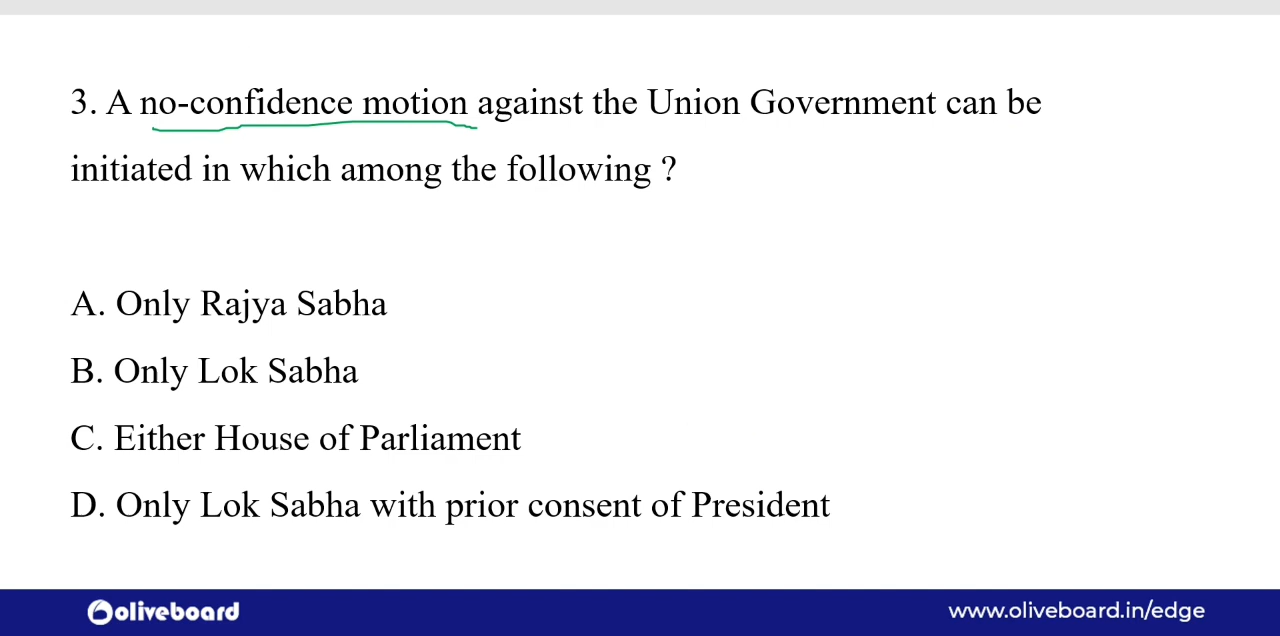 3. A no-confidence motion against the Union Government can be
initiated in which among the following ?
A. Only Rajya Sabha
B. Only Lok Sabha
C. Either House of Parliament
D. Only Lok Sabha with prior consent of President
oliveboard
www.oliveboard.in/edge